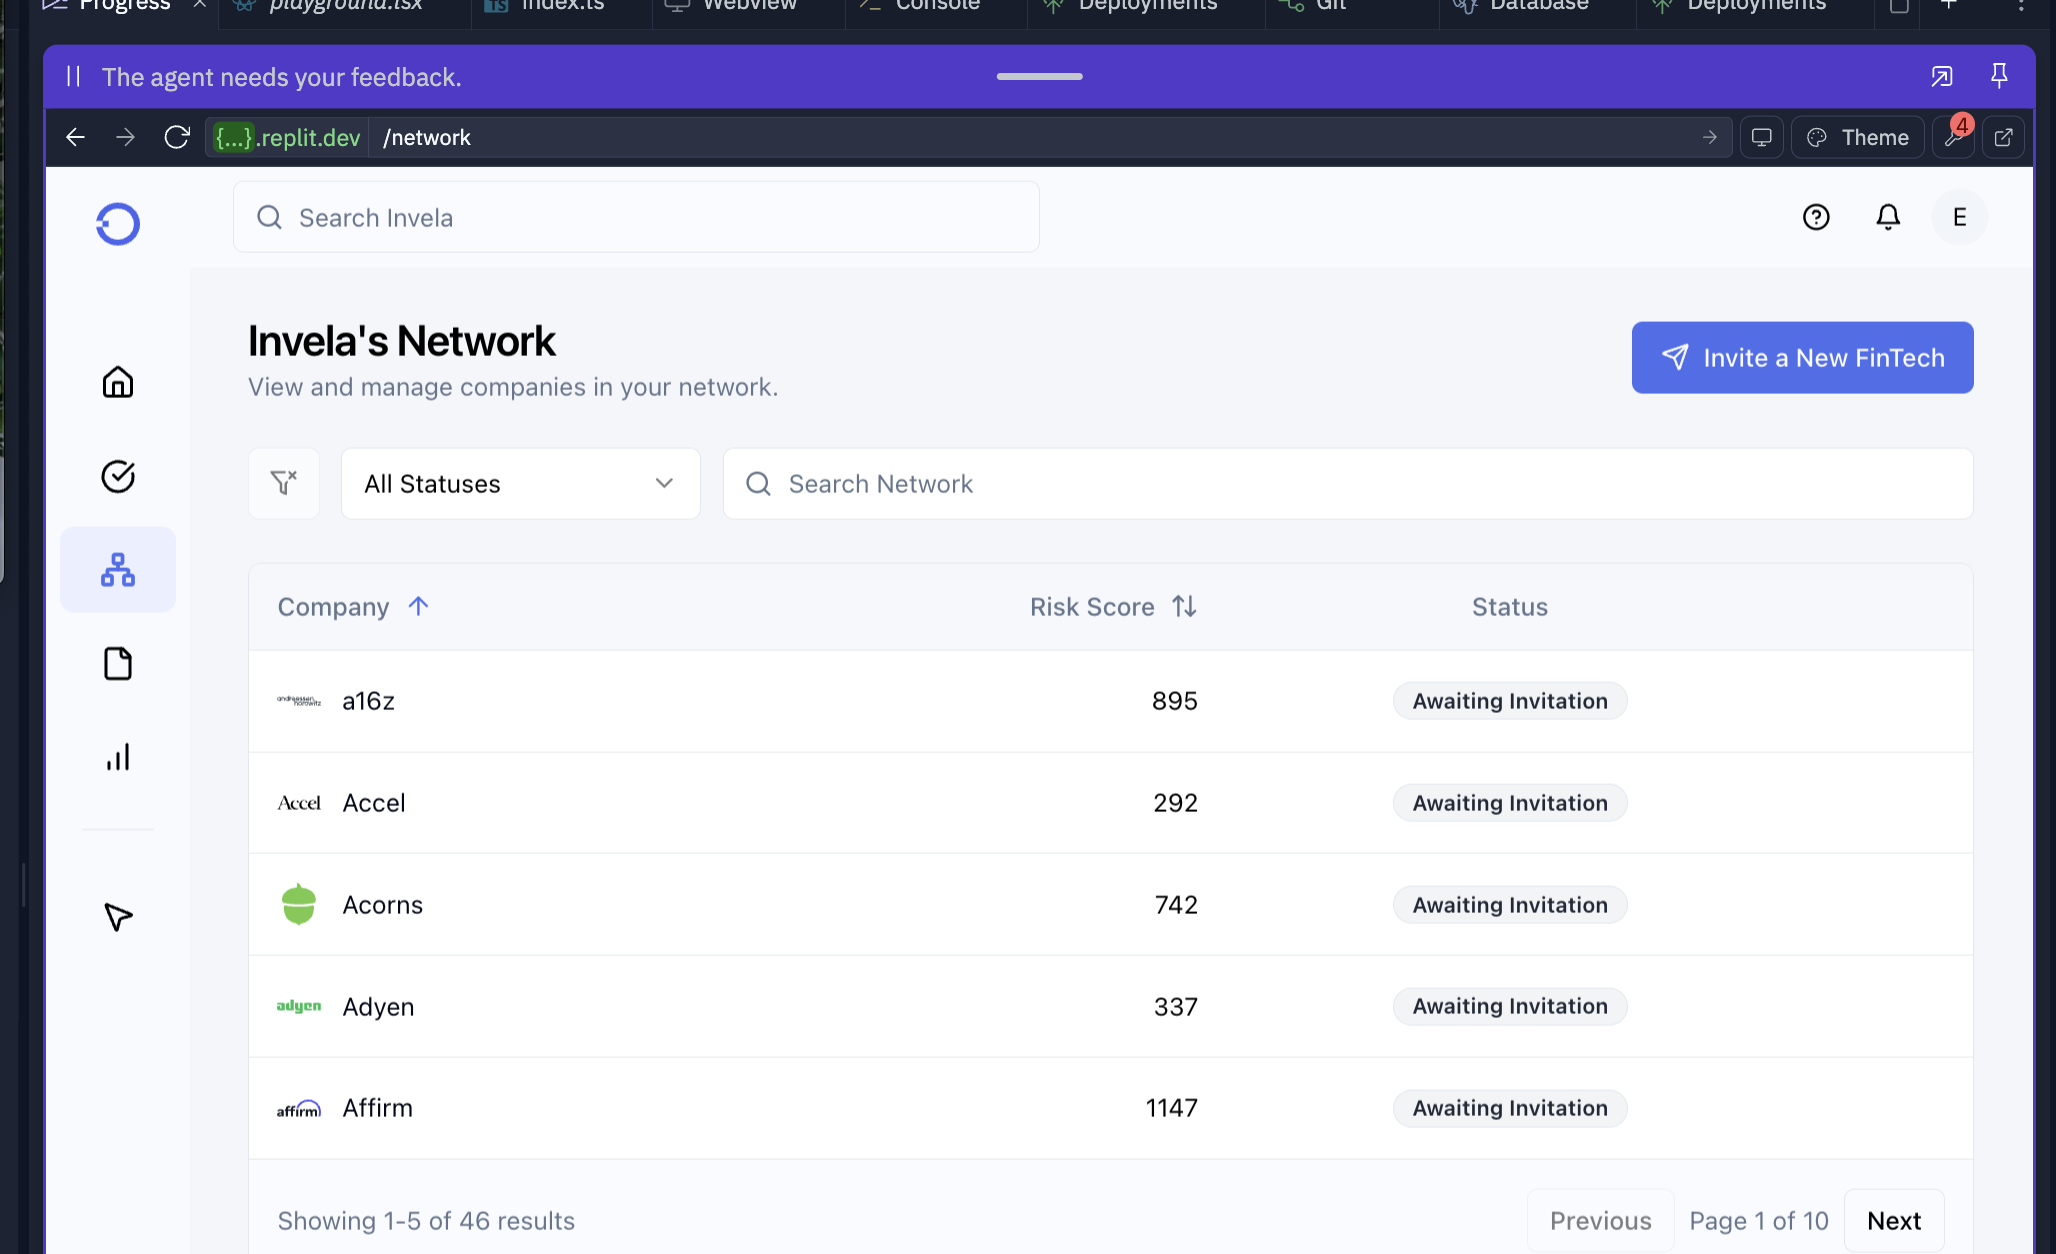 Progress playground.tsx TS index.ts Webview Console Deployments Git Database Deployments
The agent needs your feedback.
{...}.replit.dev /network Theme 4
Search Invela E
Invela's Network
View and manage companies in your network.
Invite a New FinTech
All Statuses Search Network
Company Risk Score Status
andreessen horowitz a16z 895 Awaiting Invitation
Accel Accel 292 Awaiting Invitation
Acorns 742 Awaiting Invitation
adyen Adyen 337 Awaiting Invitation
affirm Affirm 1147 Awaiting Invitation
Showing 1-5 of 46 results Previous Page 1 of 10 Next